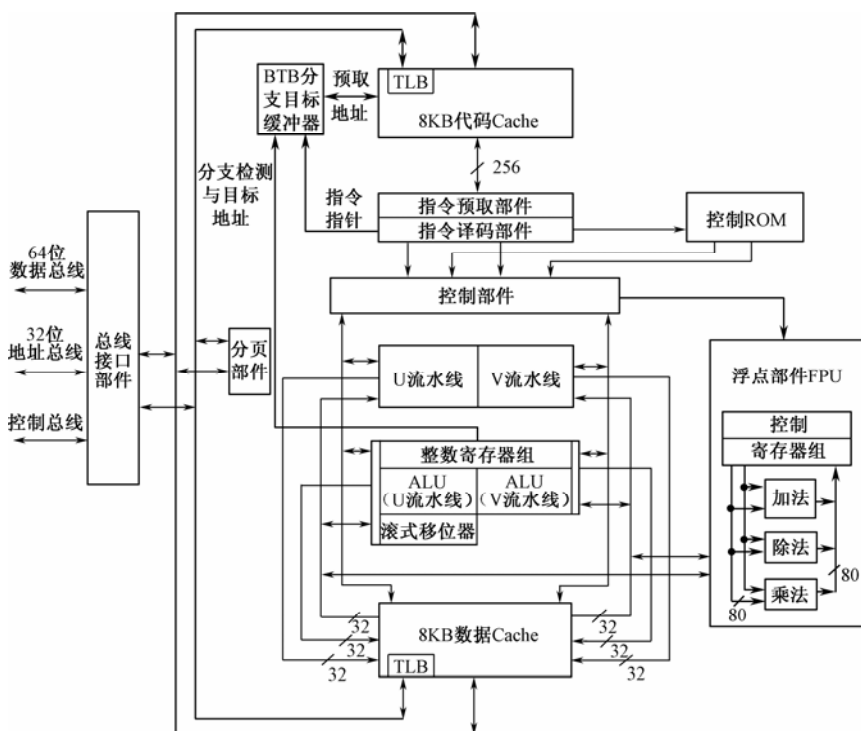 BTB分
支目标
缓冲器
预取
地址
TLB
8KB代码Cache
256
分支检测
与目标
地址
指令
指针
指令预取部件
指令译码部件
控制ROM
64位
数据总线
32位
地址总线
控制总线
总线
接口
部件
分页
部件
控制部件
U流水线
V流水线
整数寄存器组
ALU
(U流水线)
ALU
(V流水线)
滚式移位器
浮点部件FPU
控制
寄存器组
加法
除法
乘法
80
80
32
32
32
32
32
32
8KB数据Cache
TLB